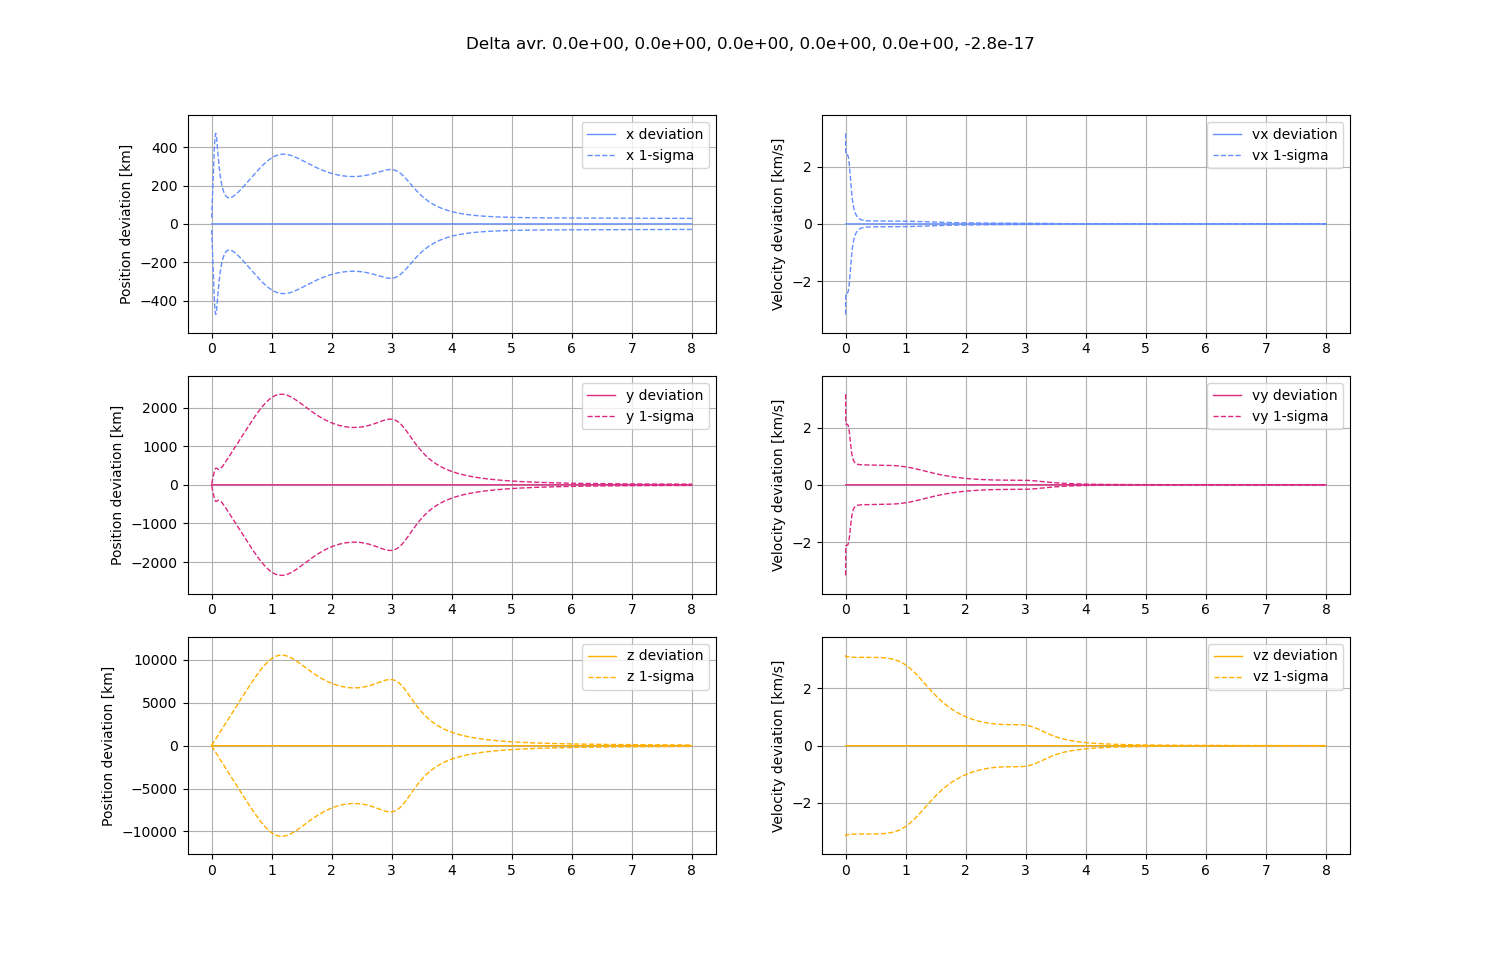 Delta avr. 0.0e+00, 0.0e+00, 0.0e+00, 0.0e+00, 0.0e+00, -2.8e-17
Position deviation [km]
400
200
0
−200
−400
0 1 2 3 4 5 6 7 8
x deviation
x 1-sigma
Velocity deviation [km/s]
2
0
−2
0 1 2 3 4 5 6 7 8
vx deviation
vx 1-sigma
Position deviation [km]
2000
1000
0
−1000
−2000
0 1 2 3 4 5 6 7 8
y deviation
y 1-sigma
Velocity deviation [km/s]
2
0
−2
0 1 2 3 4 5 6 7 8
vy deviation
vy 1-sigma
Position deviation [km]
10000
5000
0
−5000
−10000
0 1 2 3 4 5 6 7 8
z deviation
z 1-sigma
Velocity deviation [km/s]
2
0
−2
0 1 2 3 4 5 6 7 8
vz deviation
vz 1-sigma